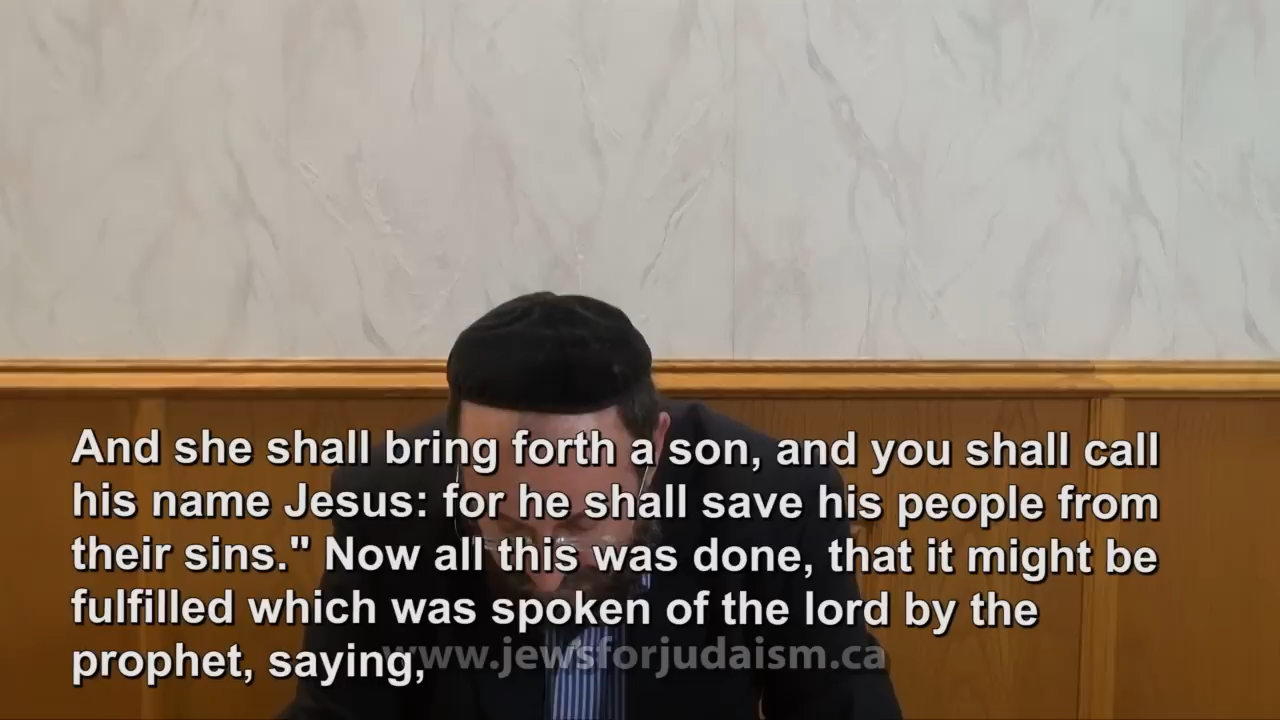 And she shall bring forth a son, and you shall call
his name Jesus: for he shall save his people from
their sins." Now all this was done, that it might be
fulfilled which was spoken of the lord by the
prophet, saying,
www.jewsforjudaism.ca